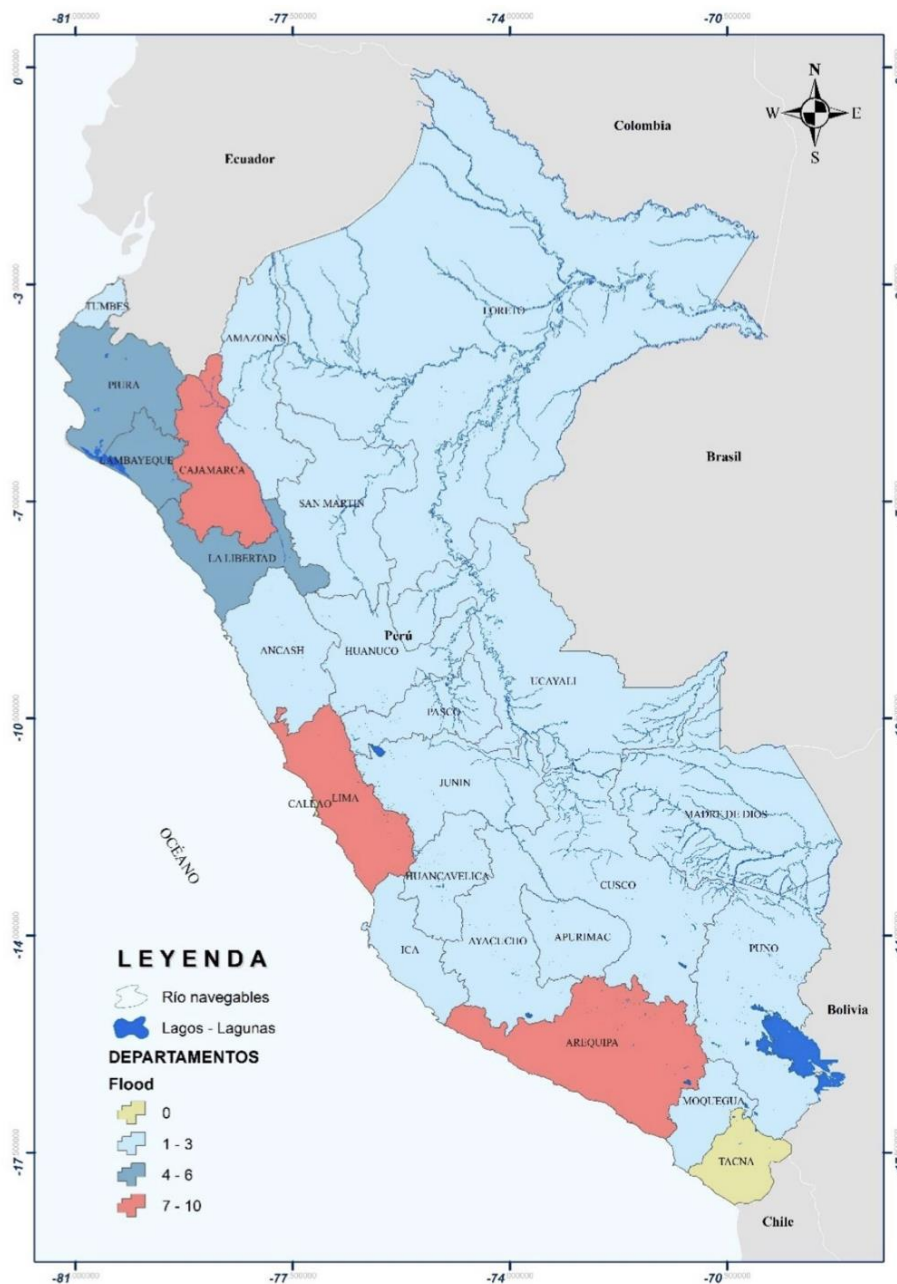 -81
-77
-74
-70
N
W
E
S
Colombia
Ecuador
0
-3
TUMBES
AMAZONAS
LORETO
PIURA
LAMBAYEQUE
CAJAMARCA
Brasil
-7
SAN MARTIN
LA LIBERTAD
Perú
ANCASH
HUANUCO
UCAYALI
-10
PASCO
JUNIN
CALLAO
LIMA
MADRE DE DIOS
OCÉANO
HUANCAVELICA
CUSCO
-14
ICA
AYACUCHO
APURIMAC
PUNO
LEYENDA
Río navegables
Lagos - Lagunas
DEPARTAMENTOS
Flood
0
1 - 3
4 - 6
7 - 10
Bolivia
AREQUIPA
MOQUEGUA
-17
TACNA
Chile
-81
-77
-74
-70